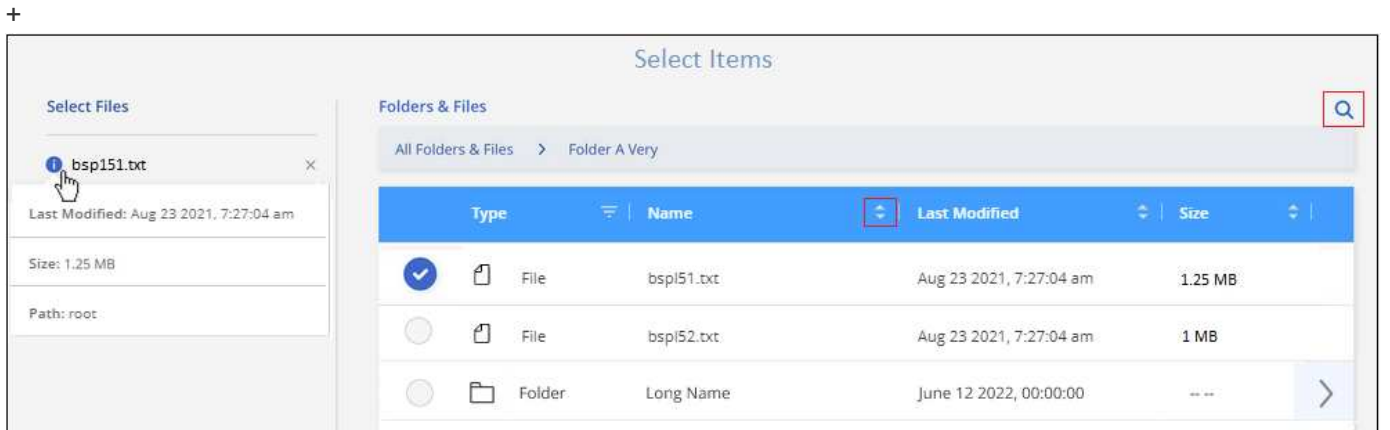 +
Select Items
Select Files
bsp151.txt
Last Modified: Aug 23 2021, 7:27:04 am
Size: 1.25 MB
Path: root
Folders & Files
All Folders & Files > Folder A Very
Type Name Last Modified Size
File bspl51.txt Aug 23 2021, 7:27:04 am 1.25 MB
File bspl52.txt Aug 23 2021, 7:27:04 am 1 MB
Folder Long Name June 12 2022, 00:00:00 -- --